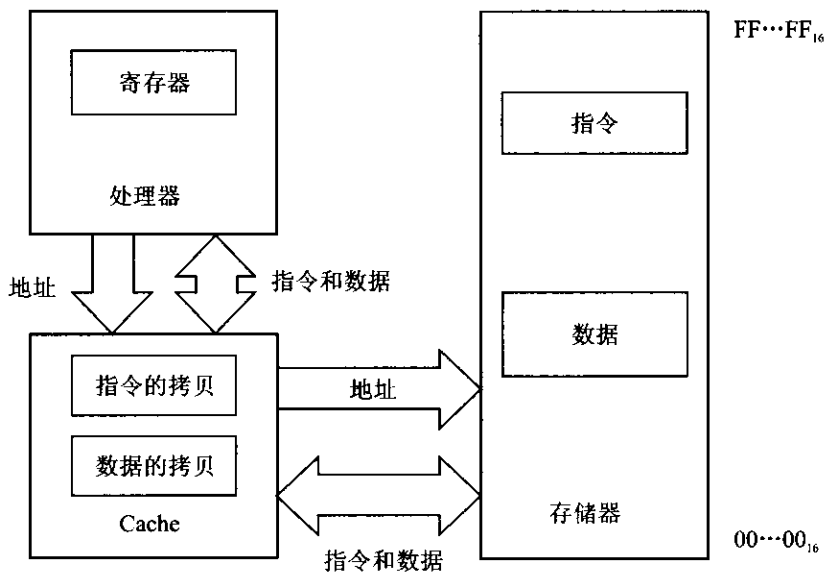 寄存器
处理器
地址
指令和数据
指令的拷贝
数据的拷贝
Cache
地址
指令和数据
指令
数据
存储器
FF···FF₁₆
00···00₁₆